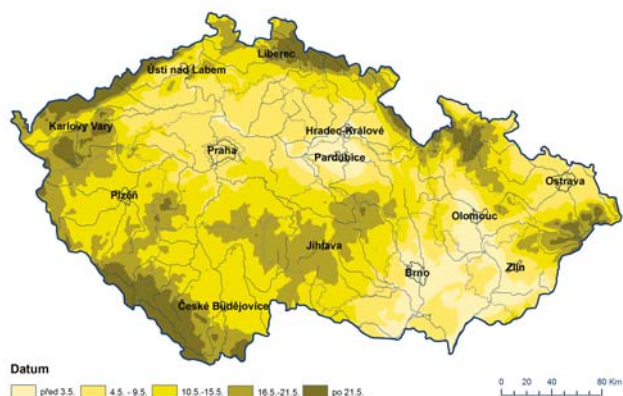 Liberec
Ústí nad Labem
Karlovy Vary
Hradec Králové
Praha
Pardubice
Ostrava
Plzeň
Olomouc
Jihlava
Brno
Zlín
České Budějovice
Datum
před 3.5. 4.5. - 9.5. 10.5.-15.5. 16.5.-21.5. po 21.5.
0 20 40 80 Km